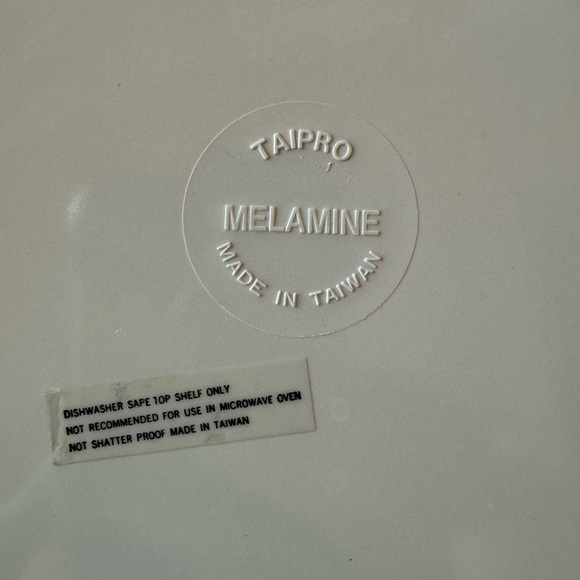 TAIPRO
MELAMINE
MADE IN TAIWAN
DISHWASHER SAFE TOP SHELF ONLY
NOT RECOMMENDED FOR USE IN MICROWAVE OVEN
NOT SHATTER PROOF MADE IN TAIWAN